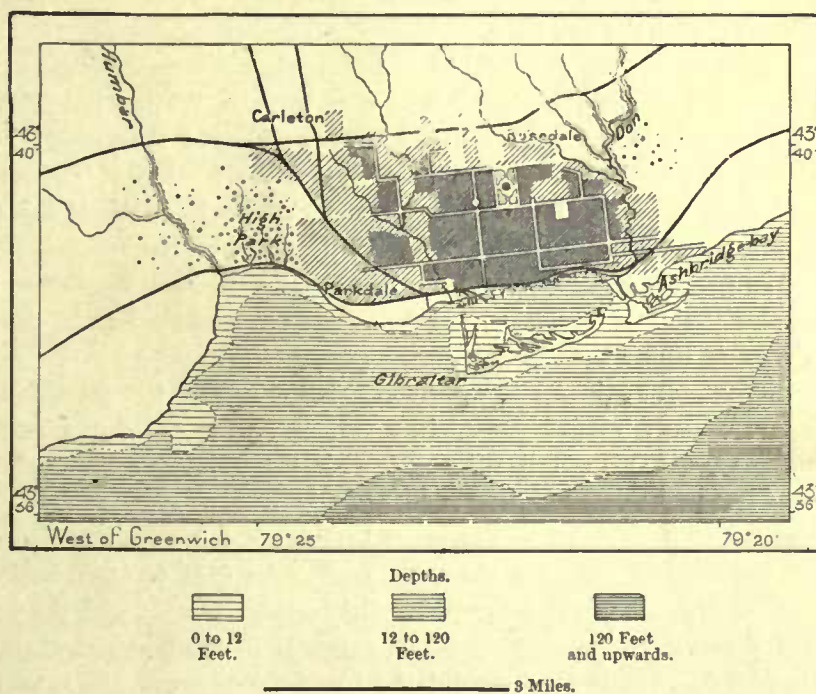 Humber
Carleton
Rosedale
Don
43°
40'
43°
40'
High
Park
Parkdale
Ashbridge-bay
Gibraltar
43°
36'
43°
36'
West of Greenwich 79°25 79°20
Depths.
0 to 12
Feet.
12 to 120
Feet.
120 Feet
and upwards.
3 Miles.